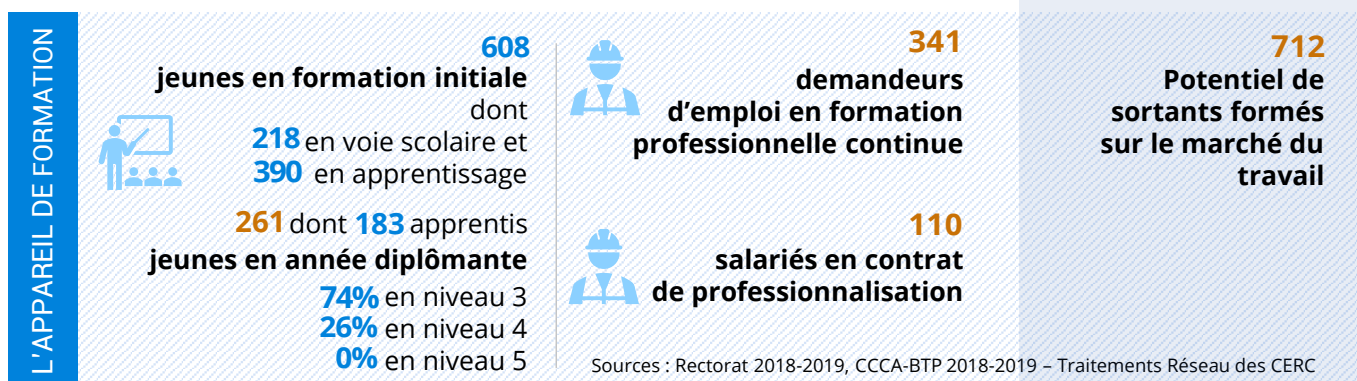 L'APPAREIL DE FORMATION
608
jeunes en formation initiale
dont
218 en voie scolaire et
390 en apprentissage
261 dont 183 apprentis
jeunes en année diplômante
74% en niveau 3
26% en niveau 4
0% en niveau 5
341
demandeurs
d'emploi en formation
professionnelle continue
110
salariés en contrat
de professionnalisation
712
Potentiel de
sortants formés
sur le marché du
travail
Sources : Rectorat 2018-2019, CCCA-BTP 2018-2019 – Traitements Réseau des CERC